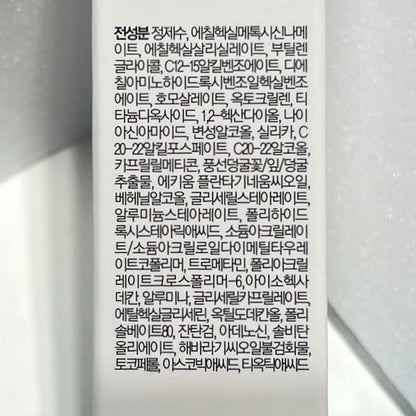 전성분 정제수, 에칠헥실메톡시신나메
이트, 에칠헥실살리실레이트, 부틸렌
글라이콜, C12-15알킬벤조에이트, 디에
칠아미노하이드록시벤조일헥실벤조
에이트, 호모살레이트, 옥토크릴렌, 티
타늄디옥사이드, 1,2-헥산다이올, 나이
아신아마이드, 변성알코올, 실리카, C
20-22알킬포스페이트, C20-22알코올,
카프릴릴메티콘, 풍선덩굴꽃/잎/덩굴
추출물, 에키움 플란타기네움씨오일,
베헤닐알코올, 글리세릴스테아레이트,
알루미늄스테아레이트, 폴리하이드
록시스테아릭애씨드, 소듐아크릴레이
트/소듐아크릴로일다이메틸타우레
이트코폴리머, 트로메타민, 폴리아크릴
레이트크로스폴리머-6, 아이소헥사
데칸, 알루미나, 글리세릴카프릴레이트,
에틸헥실글리세린, 옥틸도데칸올, 폴리
솔베이트80, 잔탄검, 아데노신, 솔비탄
올리에이트, 해바라기씨오일불검화물,
토코페롤, 아스코빅애씨드, 티옥틱애씨드